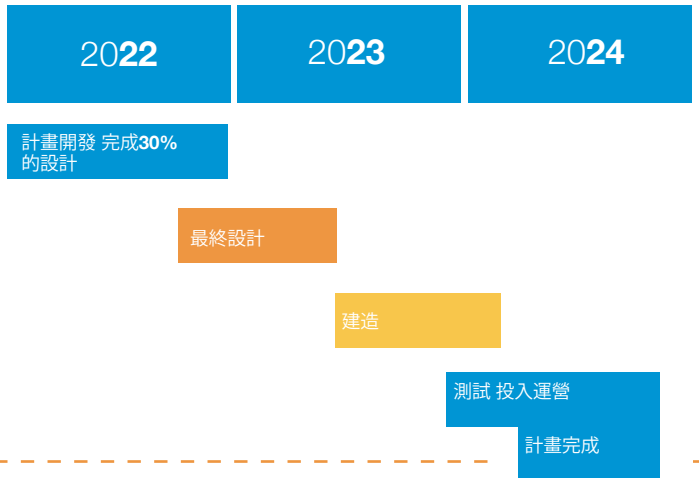 2022
2023
2024
計畫開發 完成30%
的設計
最終設計
建造
測試 投入運營
計畫完成